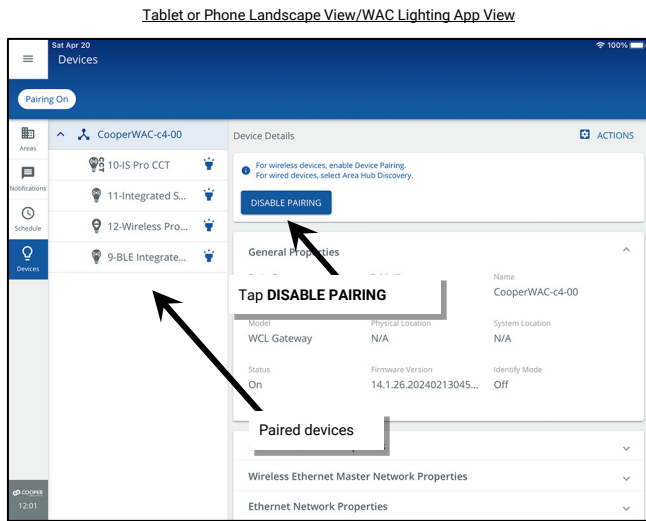 Tablet or Phone Landscape View/WAC Lighting App View
Sat Apr 20
100%
Devices
Pairing On
Areas
Notifications
Schedule
Devices
COOPER
12:01
CooperWAC-c4-00
10-IS Pro CCT
11-Integrated S...
12-Wireless Pro...
9-BLE Integrate...
Paired devices
Device Details
ACTIONS
For wireless devices, enable Device Pairing.
For wired devices, select Area Hub Discovery.
DISABLE PAIRING
General Properties
Tap DISABLE PAIRING
Name
CooperWAC-c4-00
Model
Physical Location
System Location
WCL Gateway
N/A
N/A
Status
Firmware Version
Identify Mode
On
14.1.26.20240213045...
Off
Wireless Ethernet Master Network Properties
Ethernet Network Properties